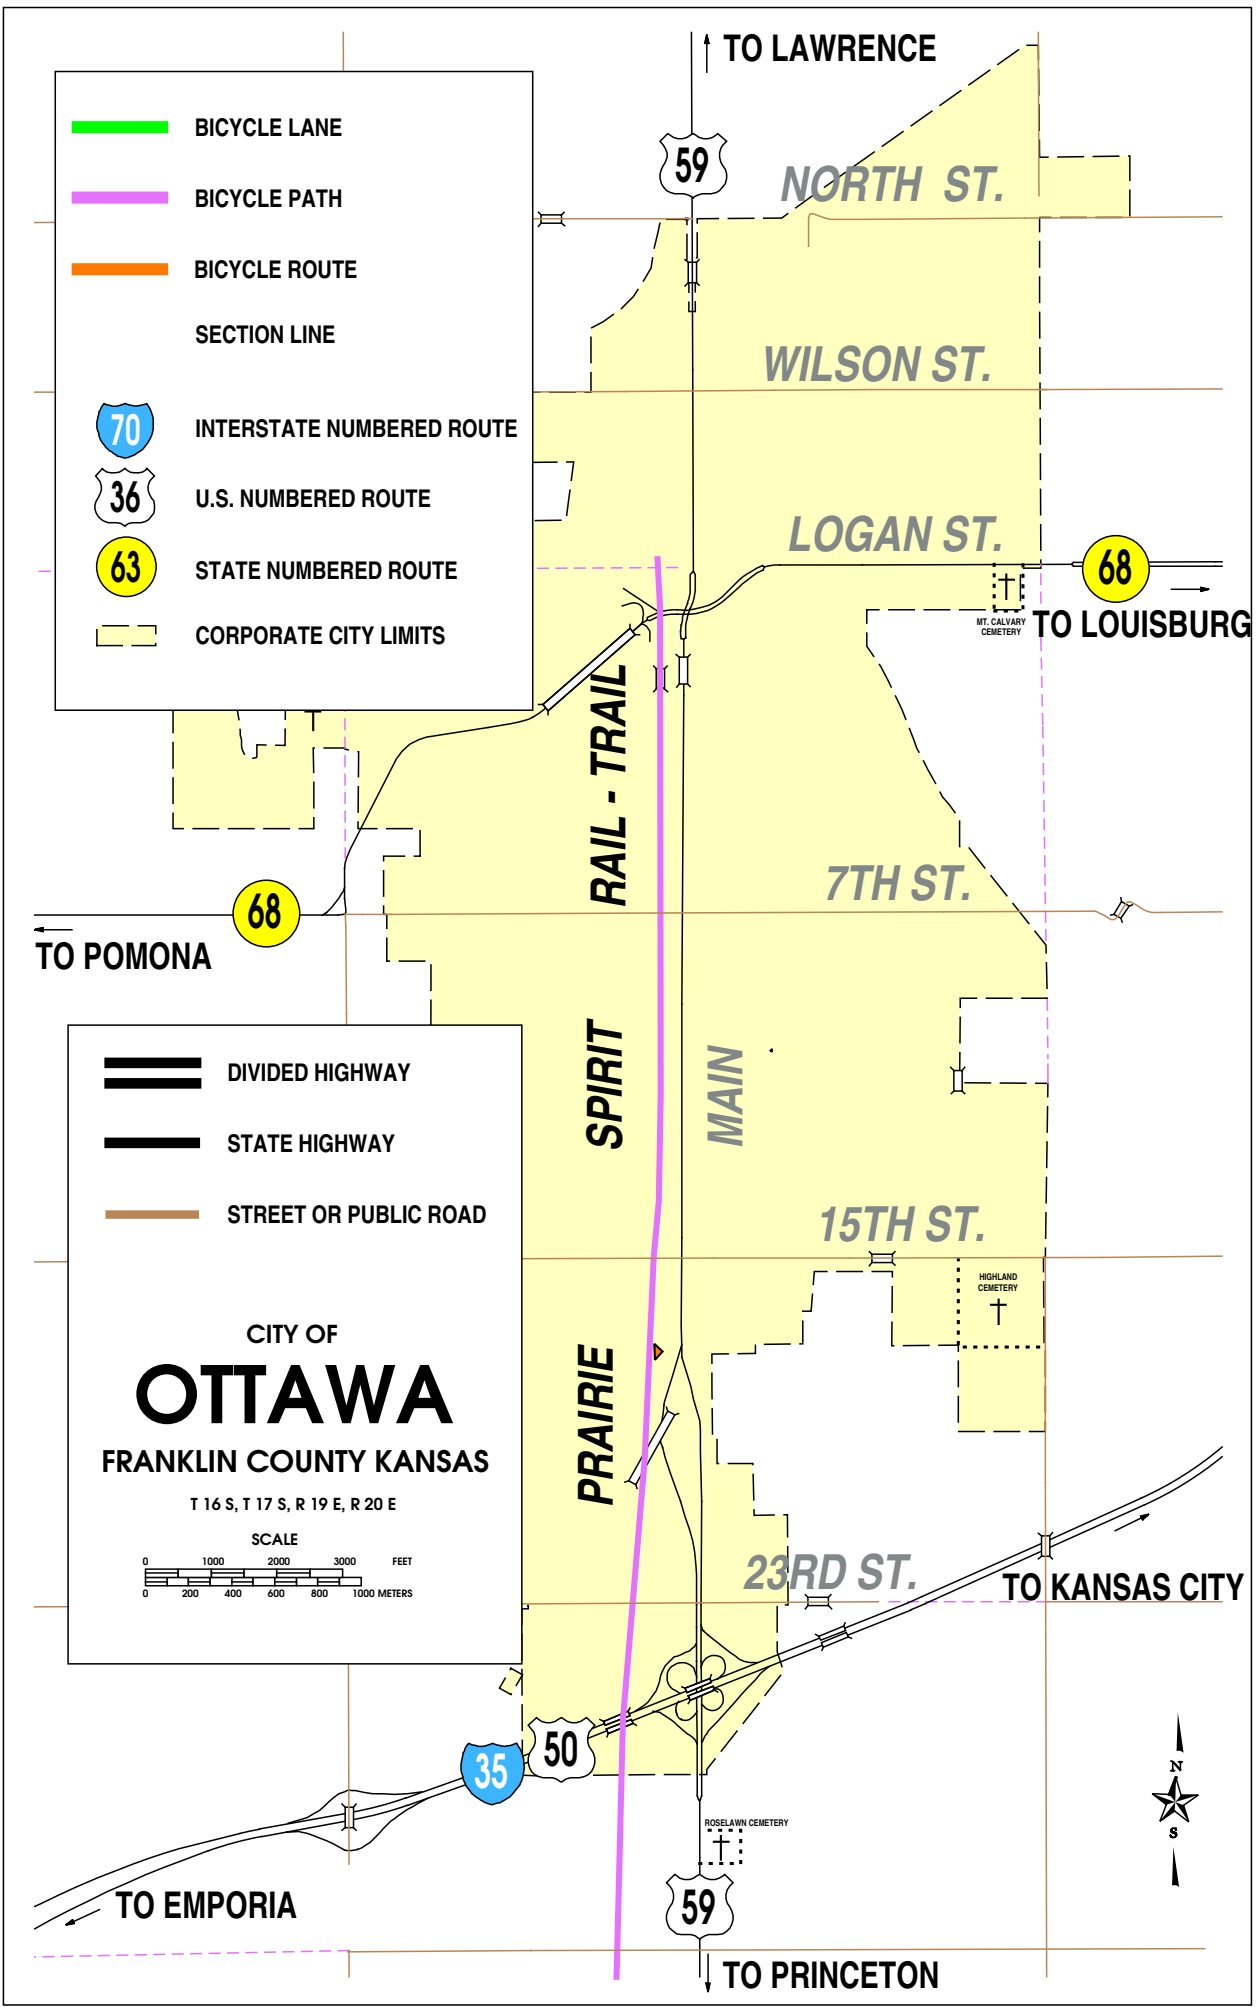 TO LAWRENCE
59
NORTH ST.
BICYCLE LANE
BICYCLE PATH
BICYCLE ROUTE
SECTION LINE
70
INTERSTATE NUMBERED ROUTE
36
U.S. NUMBERED ROUTE
63
STATE NUMBERED ROUTE
CORPORATE CITY LIMITS
WILSON ST.
LOGAN ST.
68
MT. CALVARY
CEMETERY
TO LOUISBURG
PRAIRIE SPIRIT RAIL - TRAIL
7TH ST.
68
TO POMONA
MAIN
DIVIDED HIGHWAY
STATE HIGHWAY
STREET OR PUBLIC ROAD
15TH ST.
HIGHLAND
CEMETERY
CITY OF
OTTAWA
FRANKLIN COUNTY KANSAS
T 16 S, T 17 S, R 19 E, R 20 E
SCALE
0 1000 2000 3000 FEET
0 200 400 600 800 1000 METERS
23RD ST.
TO KANSAS CITY
50
35
N
S
ROSELAWN CEMETERY
59
TO EMPORIA
TO PRINCETON